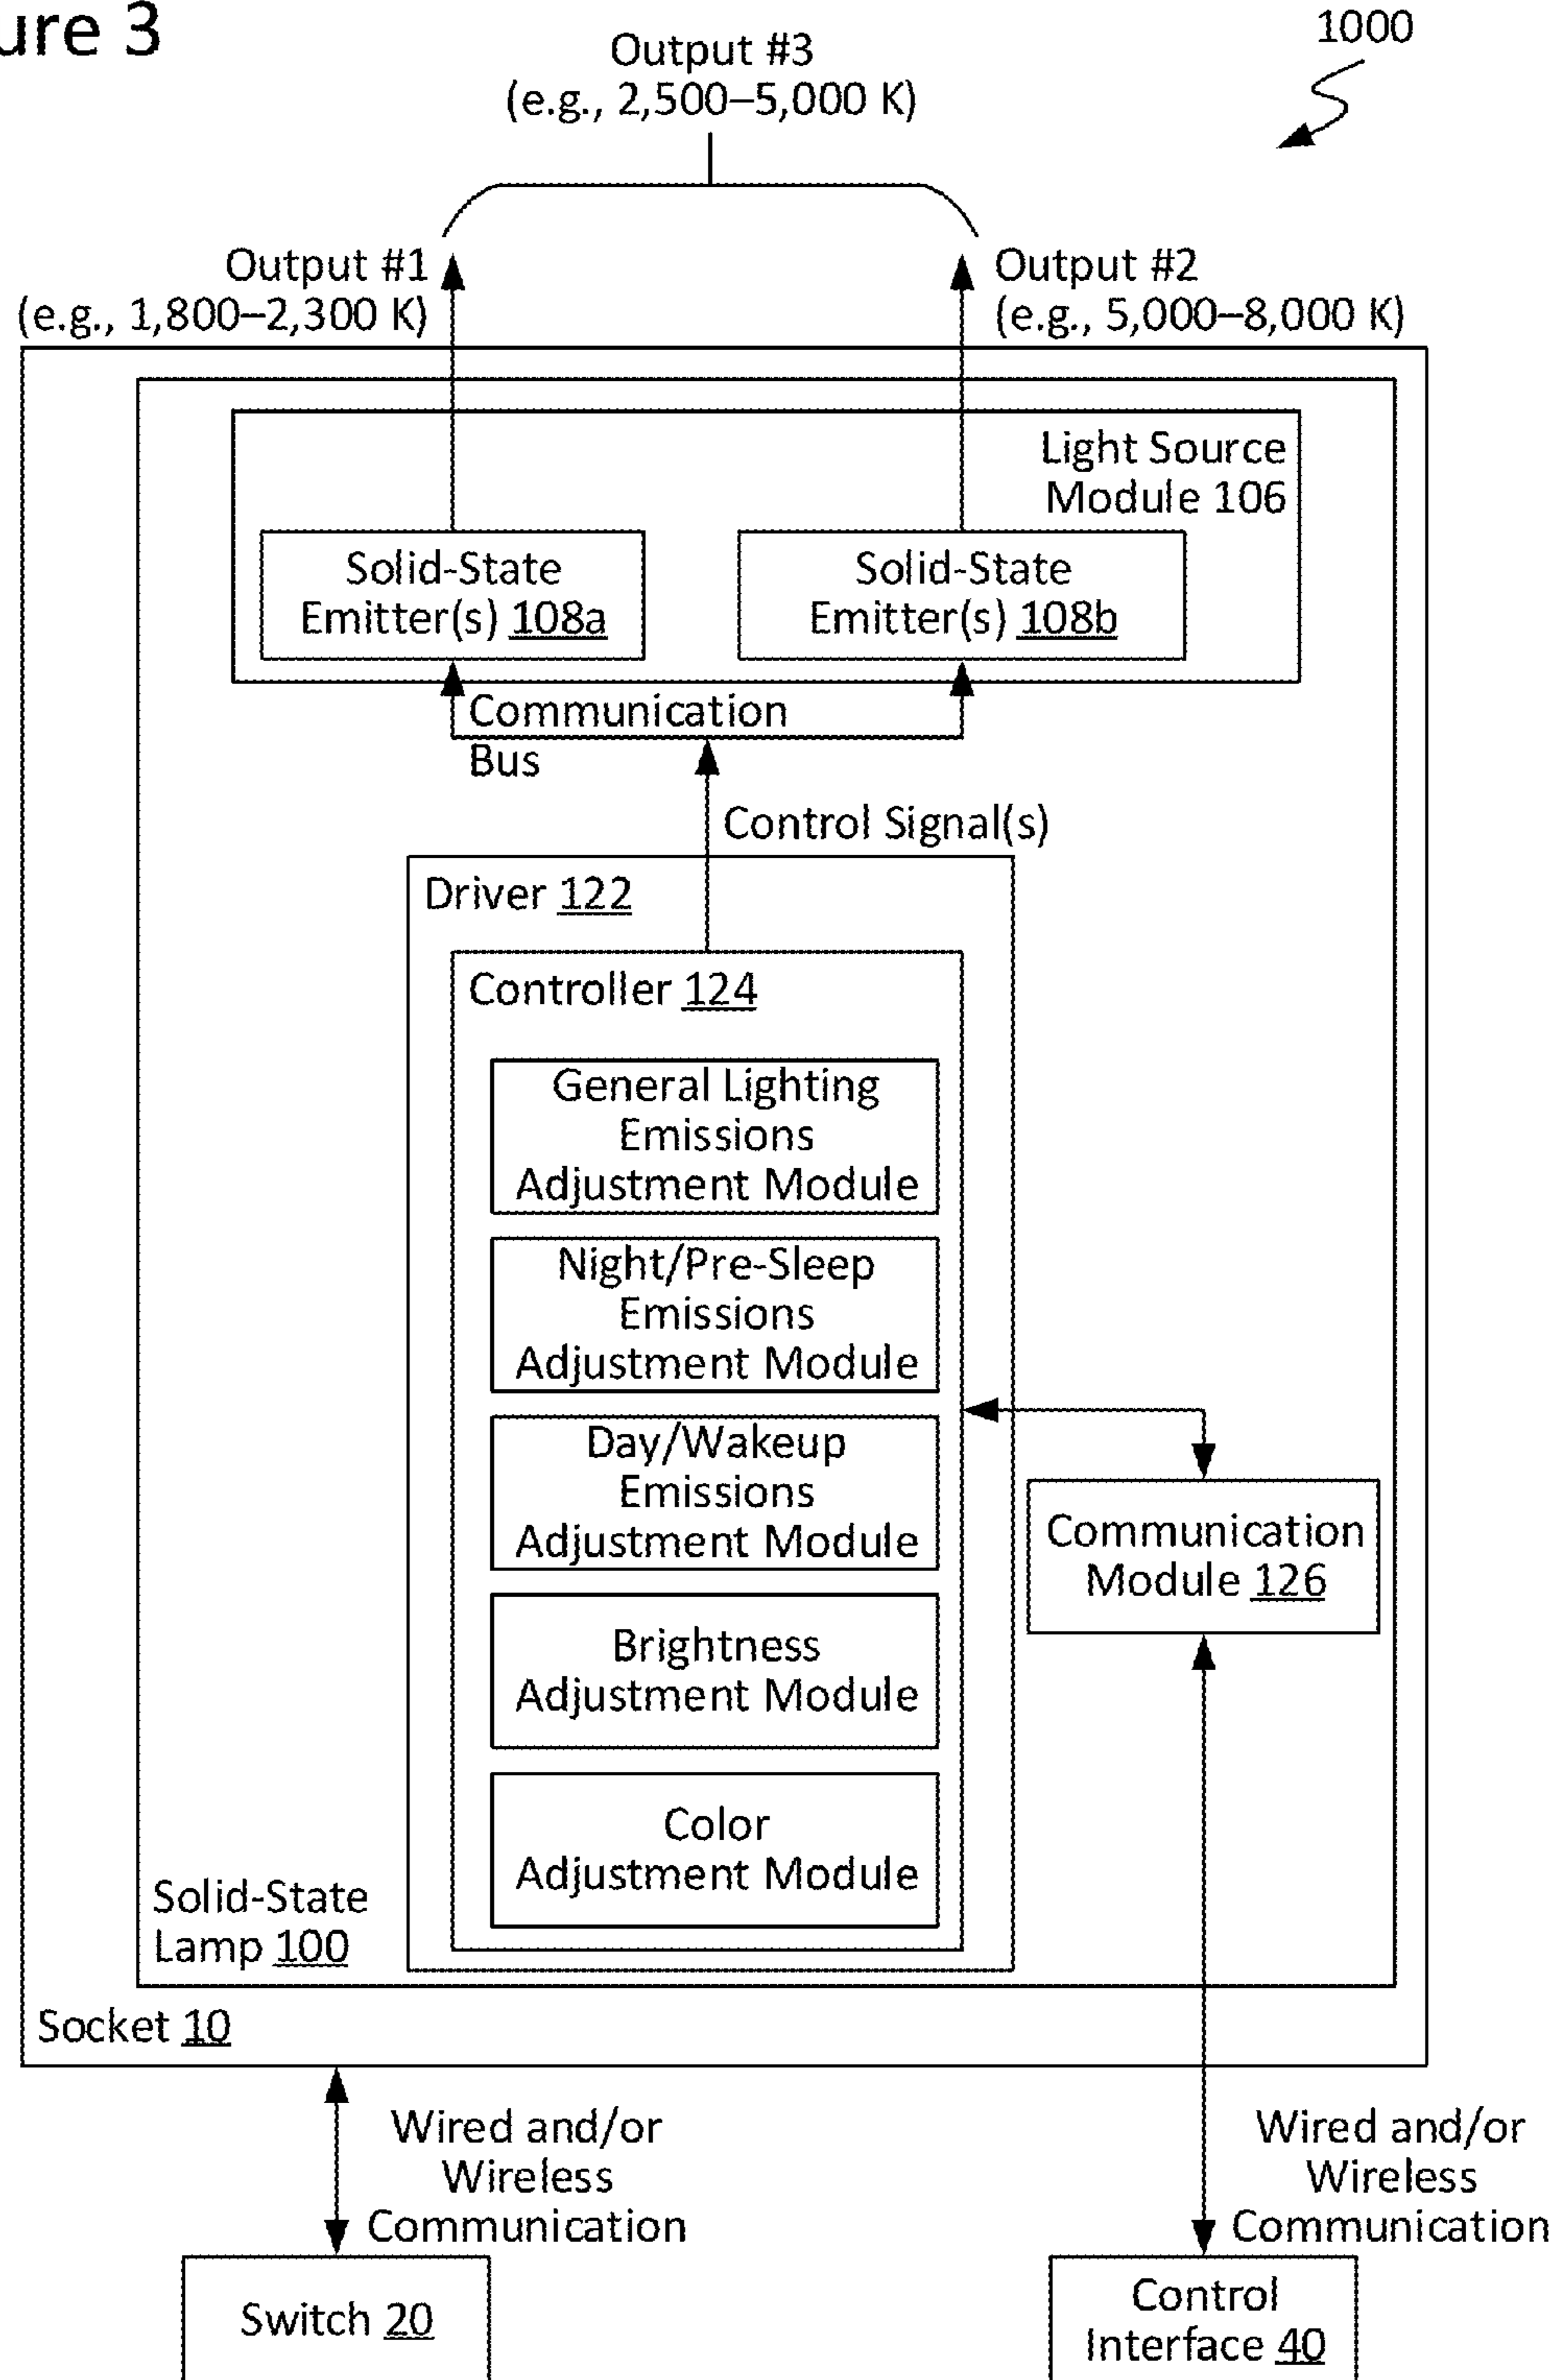 ure 3
1000
Output #3
(e.g., 2,500–5,000 K)
Output #1
(e.g., 1,800–2,300 K)
Output #2
(e.g., 5,000–8,000 K)
Light Source
Module 106
Solid-State
Emitter(s) 108a
Solid-State
Emitter(s) 108b
Communication
Bus
Control Signal(s)
Driver 122
Controller 124
General Lighting
Emissions
Adjustment Module
Night/Pre-Sleep
Emissions
Adjustment Module
Day/Wakeup
Emissions
Adjustment Module
Communication
Module 126
Brightness
Adjustment Module
Color
Adjustment Module
Solid-State
Lamp 100
Socket 10
Wired and/or
Wireless
Communication
Wired and/or
Wireless
Communication
Switch 20
Control
Interface 40